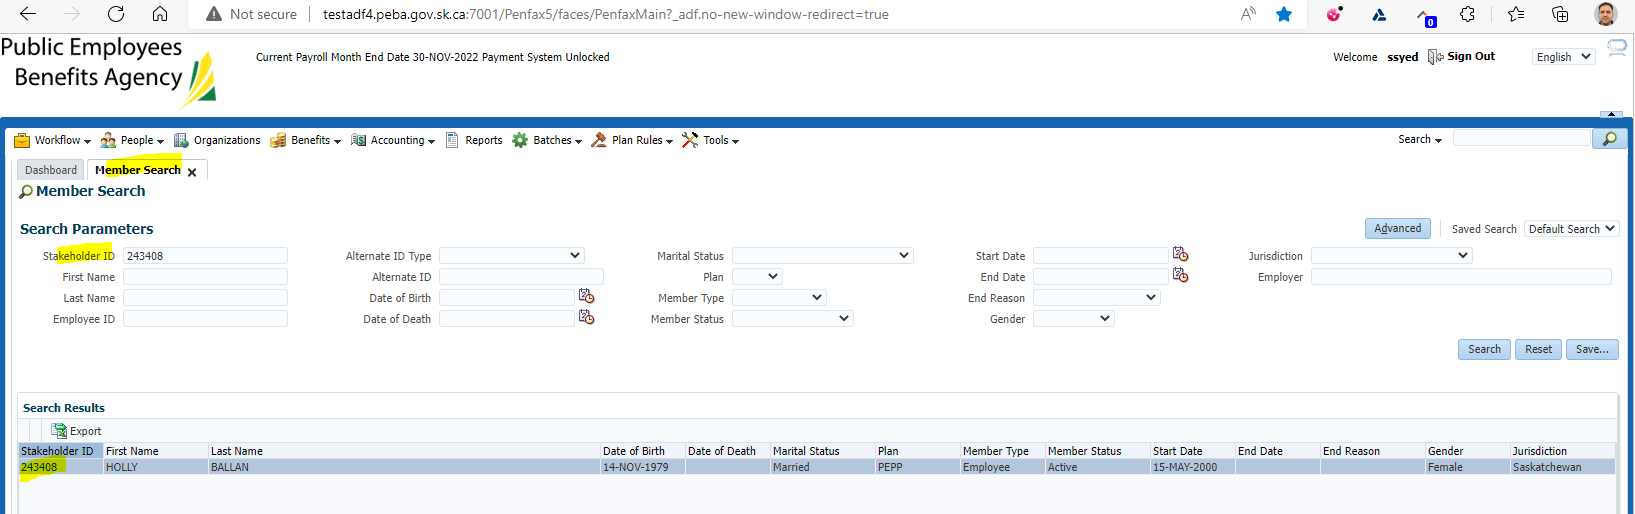 Not secure testadf4.peba.gov.sk.ca:7001/Penfax5/faces/PenfaxMain?_adf.no-new-window-redirect=true A 0
Public Employees
Benefits Agency
Current Payroll Month End Date 30-NOV-2022 Payment System Unlocked
Welcome ssyed Sign Out English
Workflow People Organizations Benefits Accounting Reports Batches Plan Rules Tools Search
Dashboard Member Search
Member Search
Search Parameters Advanced Saved Search Default Search
Stakeholder ID 243408 Alternate ID Type Marital Status Start Date Jurisdiction
First Name Alternate ID Plan End Date Employer
Last Name Date of Birth Member Type End Reason
Employee ID Date of Death Member Status Gender
Search Reset Save...
Search Results
Export
Stakeholder ID First Name Last Name Date of Birth Date of Death Marital Status Plan Member Type Member Status Start Date End Date End Reason Gender Jurisdiction
243408 HOLLY BALLAN 14-NOV-1979 Married PEPP Employee Active 15-MAY-2000 Female Saskatchewan